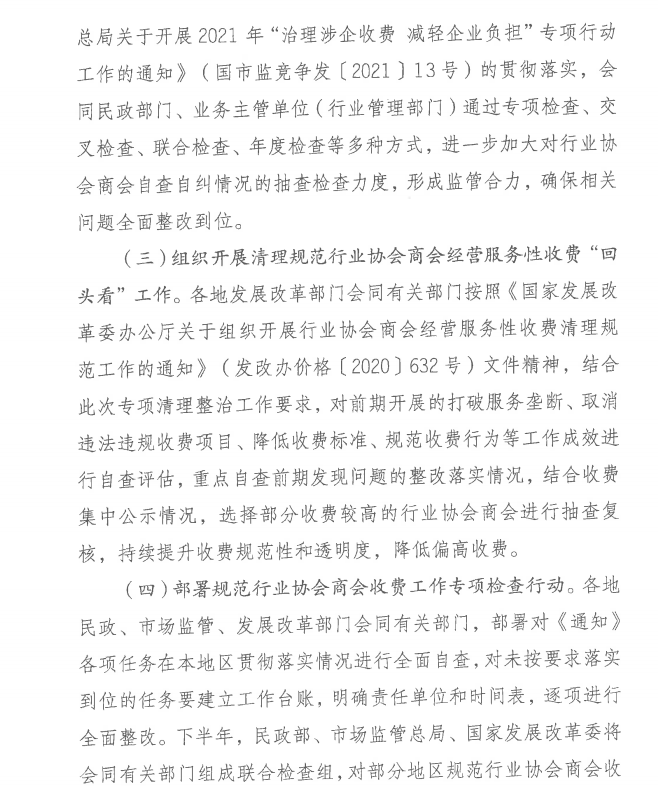 总局关于开展 2021 年“治理涉企收费 减轻企业负担”专项行动
工作的通知》（国市监竞争发〔2021〕13 号）的贯彻落实，会
同民政部门、业务主管单位（行业管理部门）通过专项检查、交
叉检查、联合检查、年度检查等多种方式，进一步加大对行业协
会商会自查自纠情况的抽查检查力度，形成监管合力，确保相关
问题全面整改到位。
（三）组织开展清理规范行业协会商会经营服务性收费“回
头看”工作。各地发展改革部门会同有关部门按照《国家发展改
革委办公厅关于组织开展行业协会商会经营服务性收费清理规
范工作的通知》（发改办价格〔2020〕632 号）文件精神，结合
此次专项清理整治工作要求，对前期开展的打破服务垄断、取消
违法违规收费项目、降低收费标准、规范收费行为等工作成效进
行自查评估，重点自查前期发现问题的整改落实情况，结合收费
集中公示情况，选择部分收费较高的行业协会商会进行抽查复
核，持续提升收费规范性和透明度，降低偏高收费。
（四）部署规范行业协会商会收费工作专项检查行动。各地
民政、市场监管、发展改革部门会同有关部门，部署对《通知》
各项任务在本地区贯彻落实情况进行全面自查，对未按要求落实
到位的任务要建立工作台账，明确责任单位和时间表，逐项进行
全面整改。下半年，民政部、市场监管总局、国家发展改革委将
会同有关部门组成联合检查组，对部分地区规范行业协会商会收